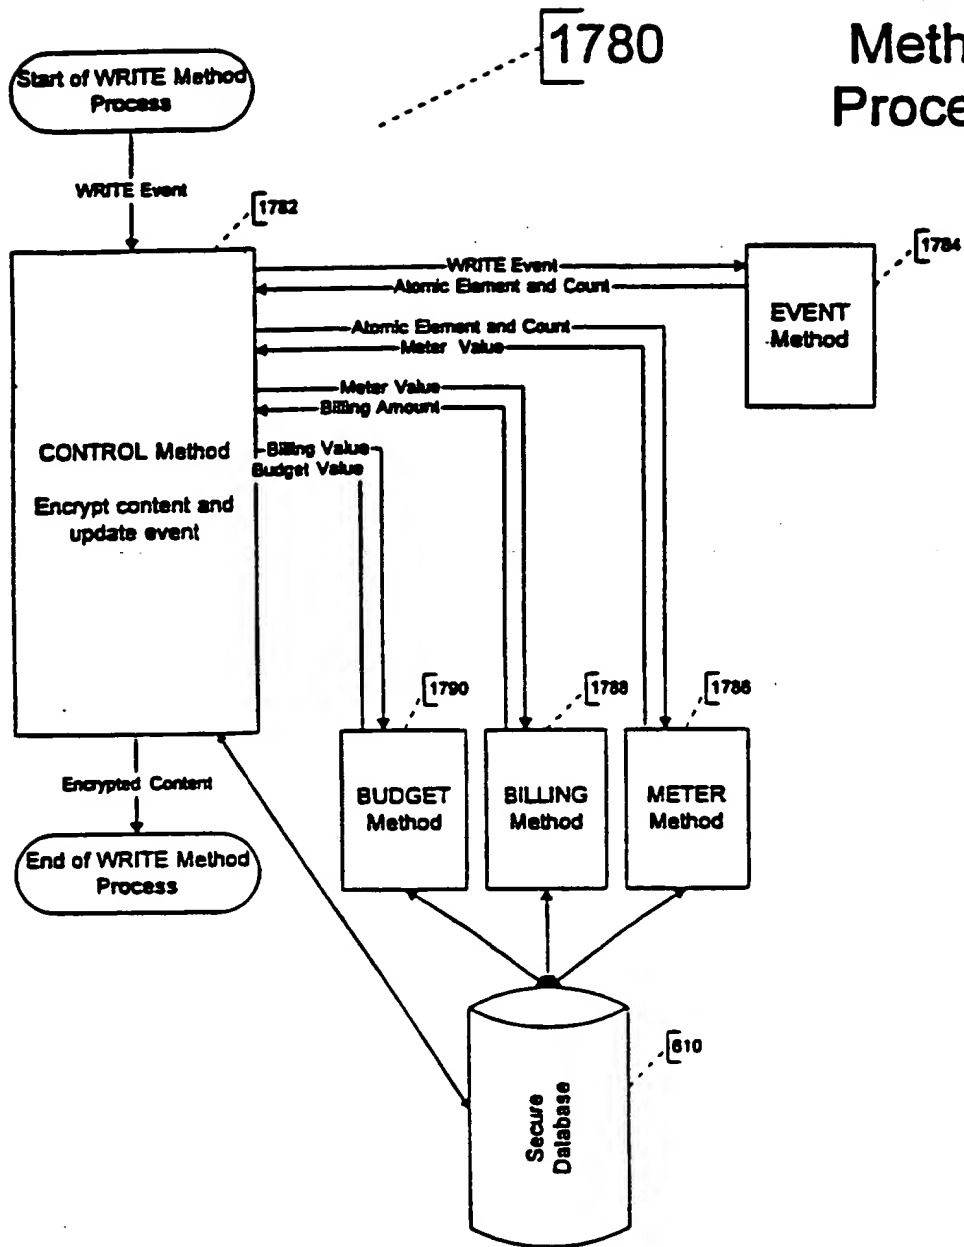 1780
Meth
Proce
Start of WRITE Method
Process
WRITE Event
1782
1784
WRITE Event
Atomic Element and Count
EVENT
Method
Atomic Element and Count
Meter Value
Meter Value
Billing Amount
CONTROL Method
Billing Value
Budget Value
Encrypt content and
update event
1790
1788
1786
Encrypted Content
BUDGET
Method
BILLING
Method
METER
Method
End of WRITE Method
Process
610
Secure
Database